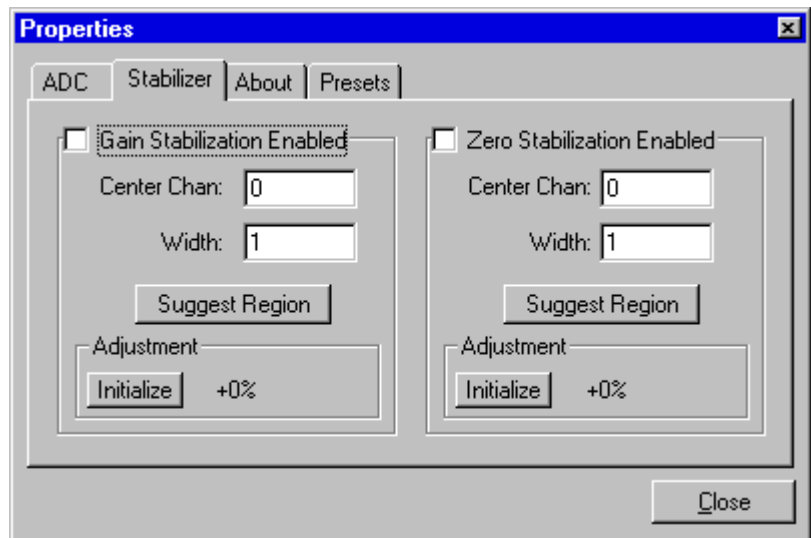 Properties
ADC Stabilizer About Presets
Gain Stabilization Enabled
Center Chan: 0
Width: 1
Suggest Region
Adjustment
Initialize +0%
Zero Stabilization Enabled
Center Chan: 0
Width: 1
Suggest Region
Adjustment
Initialize +0%
Close